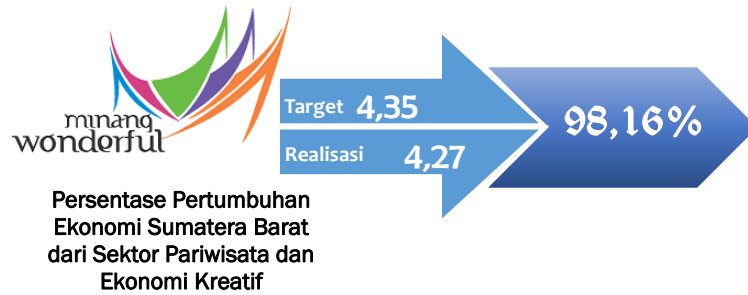 minang
wonderful
Target 4,35
Realisasi 4,27
98,16%
Persentase Pertumbuhan
Ekonomi Sumatera Barat
dari Sektor Pariwisata dan
Ekonomi Kreatif